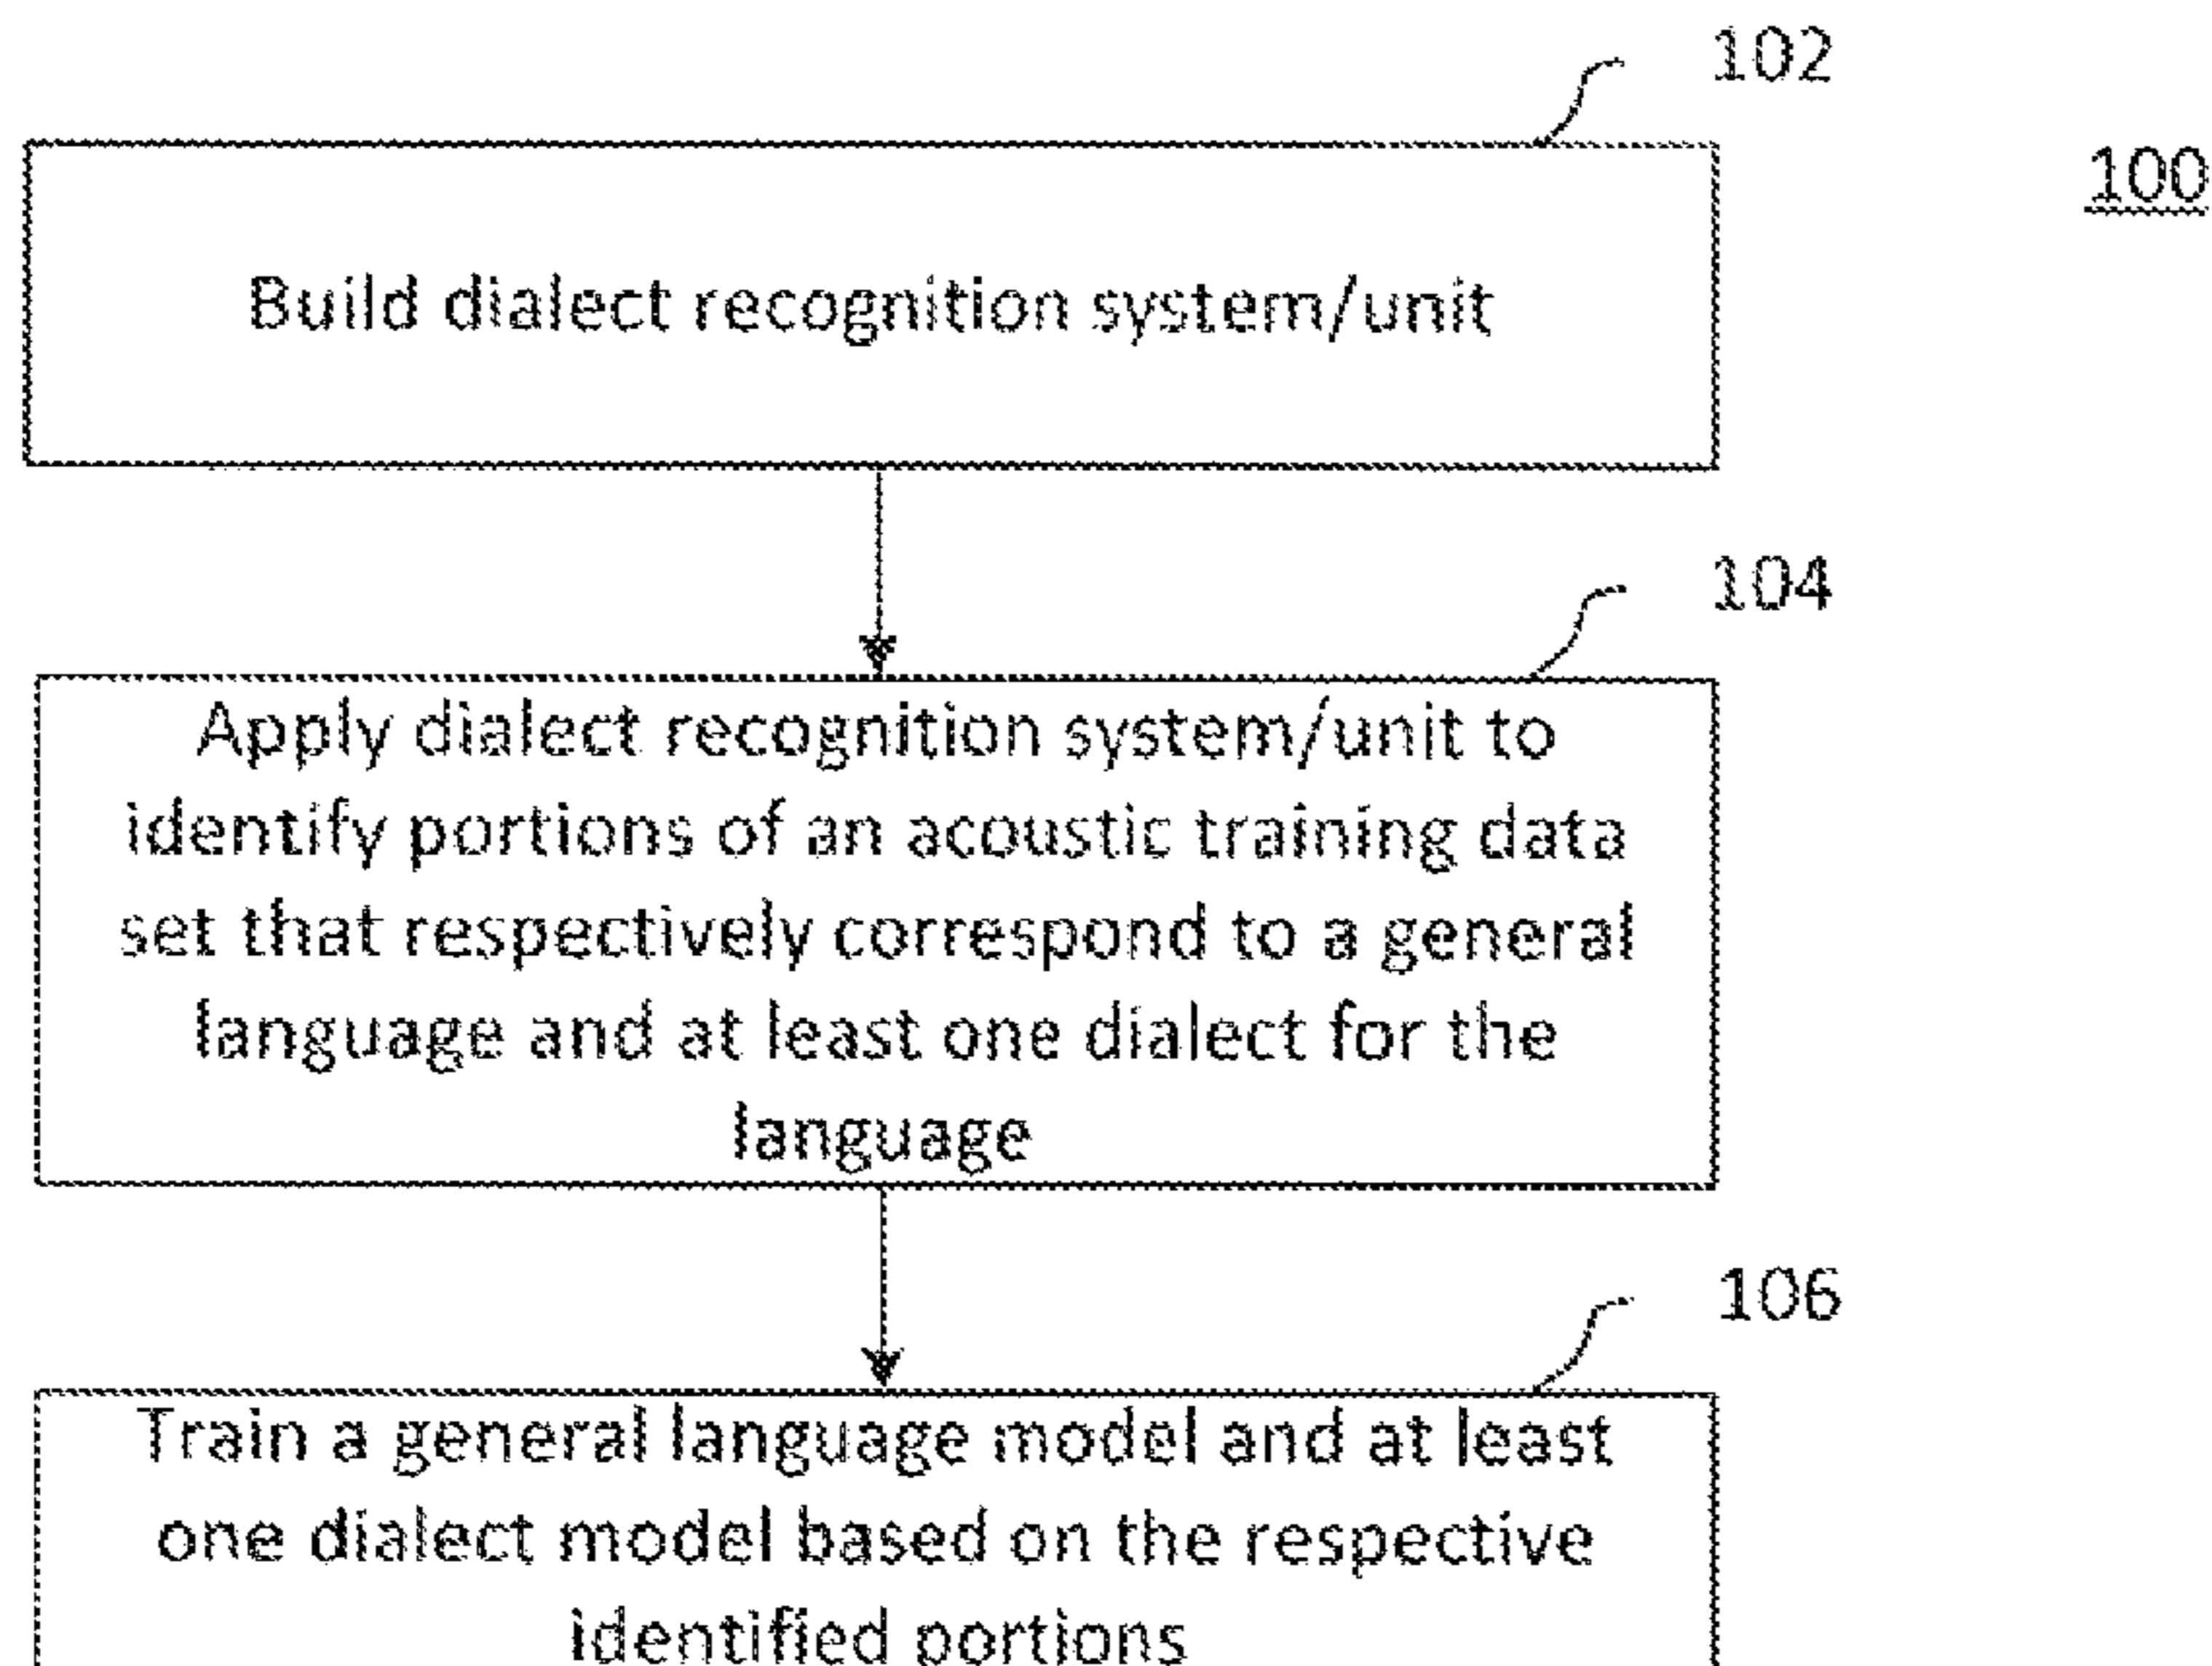 102
100
Build dialect recognition system/unit
104
Apply dialect recognition system/unit to
identify portions of an acoustic training data
set that respectively correspond to a general
language and at least one dialect for the
language
106
Train a general language model and at least
one dialect model based on the respective
identified portions